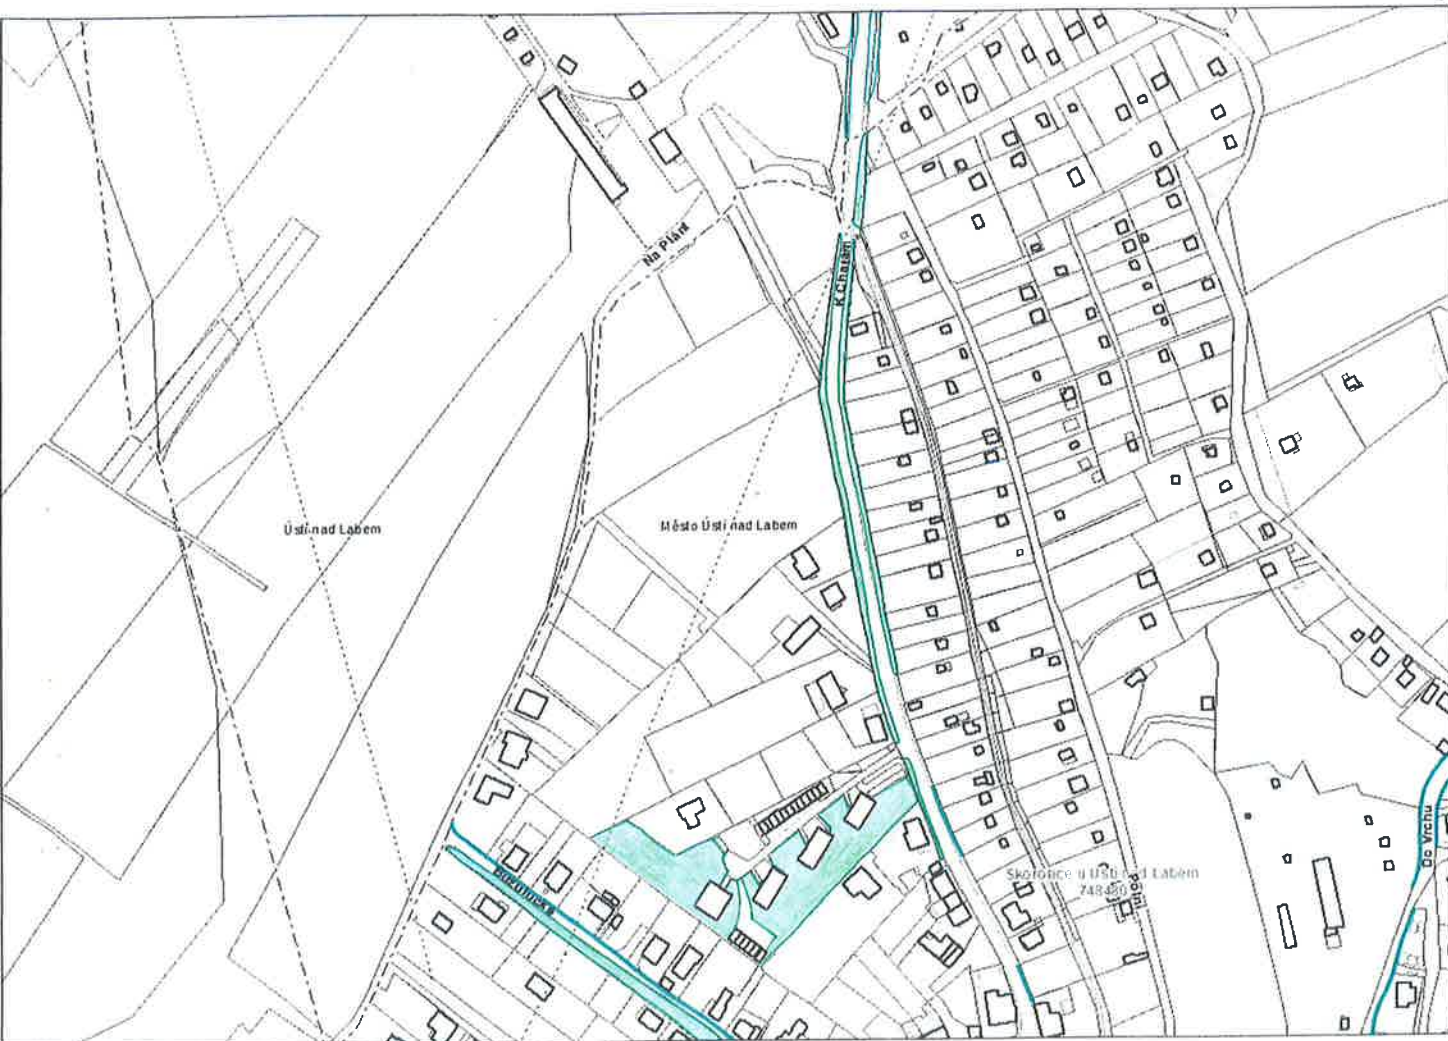 Na Pláni
K Chatám
Ústí nad Labem
Město Ústí nad Labem
Do Vrchu
Skorotice u Ústí nad Labem
748480